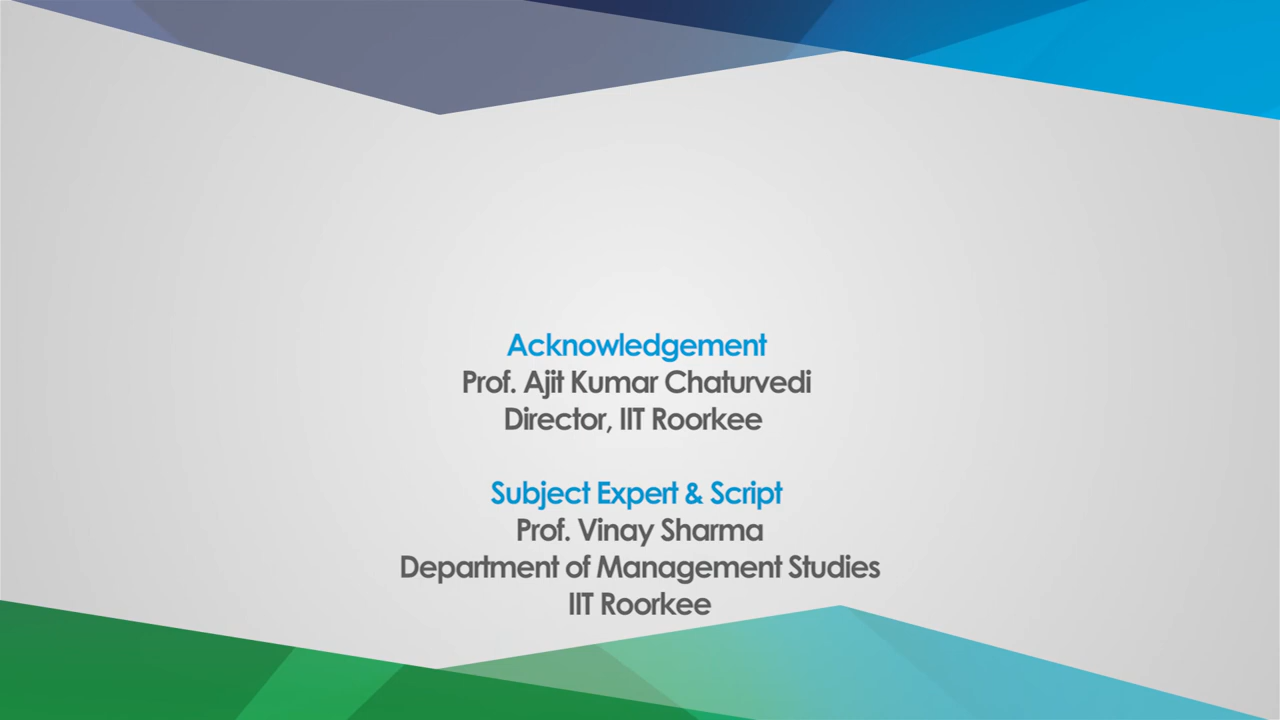 Acknowledgement
Prof. Ajit Kumar Chaturvedi
Director, IIT Roorkee
Subject Expert & Script
Prof. Vinay Sharma
Department of Management Studies
IIT Roorkee